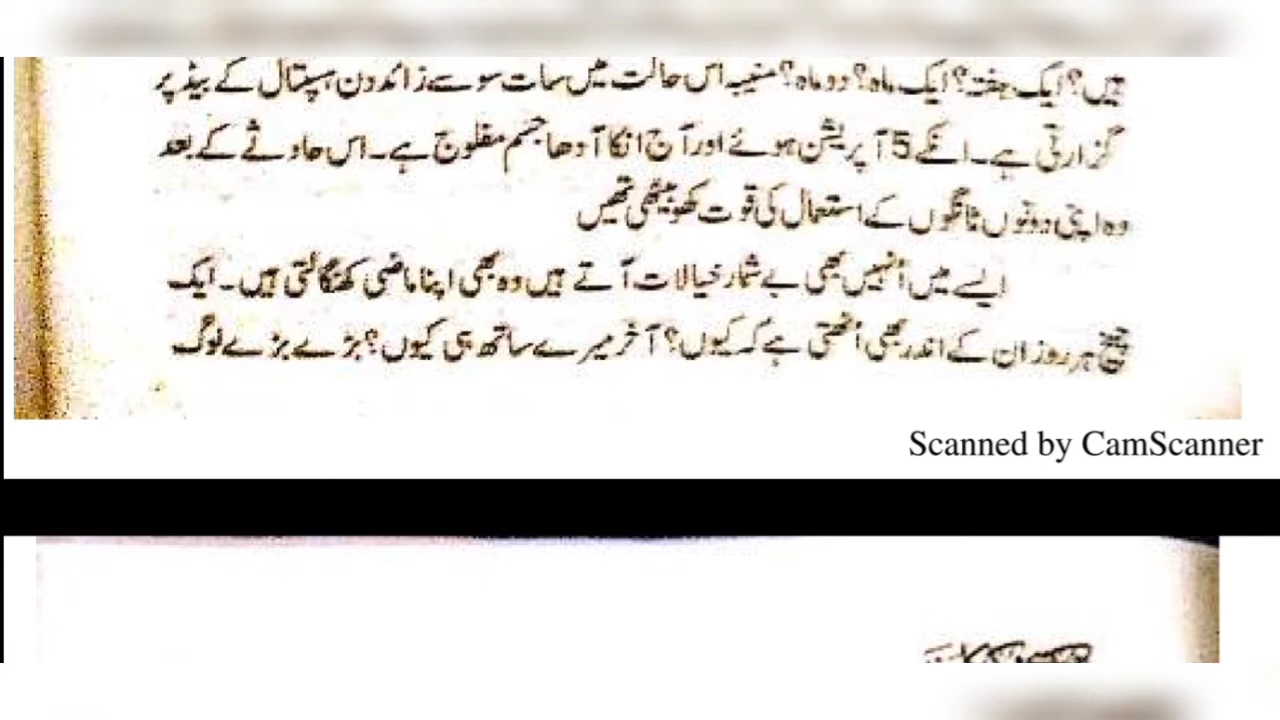 ہیں؟ ایک ہفتہ؟ ایک ماہ؟ دو ماہ؟ منیبہ اس حالت میں سات سو سے زائد دن ہسپتال کے بیڈ پر
گزارتی ہے۔ انکے 5 آپریشن ہوئے اور آج انکا آدھا جسم مفلوج ہے۔ اس حادثے کے بعد
وہ اپنی دونوں ٹانگوں کے استعمال کی قوت کھو بیٹھی تھیں
ایسے میں اُنہیں بھی بے شمار خیالات آتے ہیں وہ بھی اپنا ماضی کھنگالتی ہیں۔ ایک
چیخ ہر روز ان کے اندر بھی اُٹھتی ہے کہ کیوں؟ آخر میرے ساتھ ہی کیوں؟ بڑے بڑے لوگ
Scanned by CamScanner